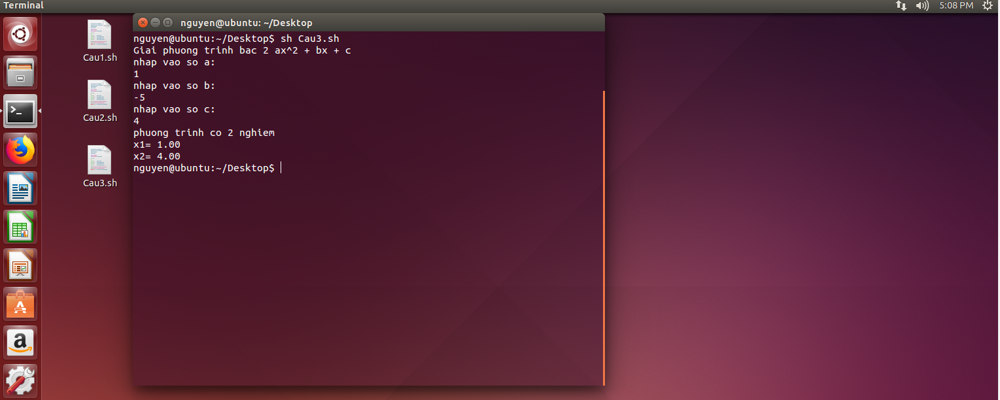 Terminal
5:08 PM
Cau1.sh
Cau2.sh
Cau3.sh
nguyen@ubuntu: ~/Desktop
nguyen@ubuntu:~/Desktop$ sh Cau3.sh
Giai phuong trinh bac 2 ax^2 + bx + c
nhap vao so a:
1
nhap vao so b:
-5
nhap vao so c:
4
phuong trinh co 2 nghiem
x1= 1.00
x2= 4.00
nguyen@ubuntu:~/Desktop$